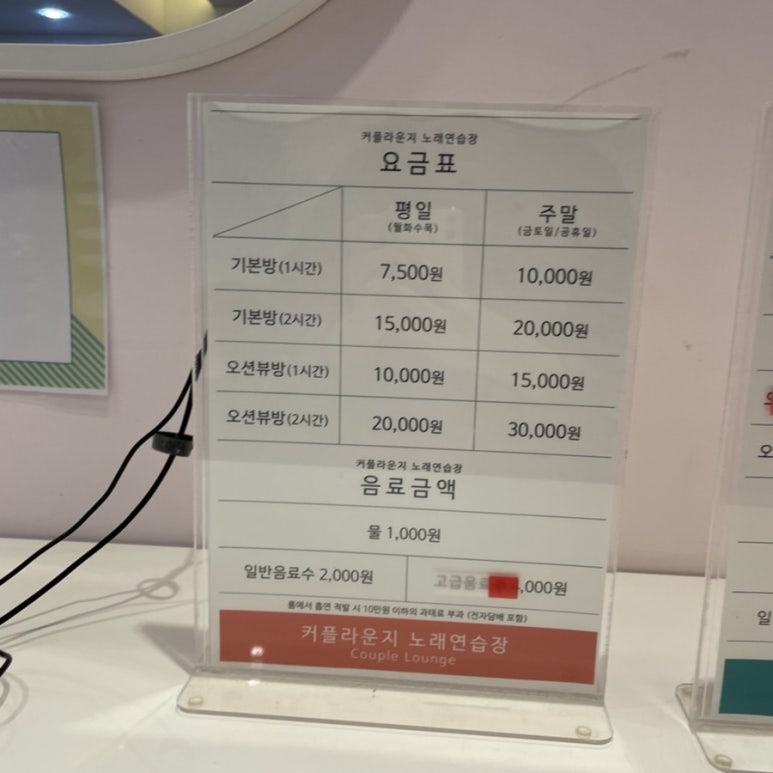 커플라운지 노래연습장
요금표
평일 주말
(월화수목) (금토일/공휴일)
기본방(1시간) 7,500원 10,000원
기본방(2시간) 15,000원 20,000원
오션뷰방(1시간) 10,000원 15,000원
오션뷰방(2시간) 20,000원 30,000원
커플라운지 노래연습장
음료금액
물 1,000원
일반음료수 2,000원 ,000원
룸에서 흡연 적발 시 10만원 이하의 과태료 부과 (전자담배 포함)
커플라운지 노래연습장
Couple Lounge